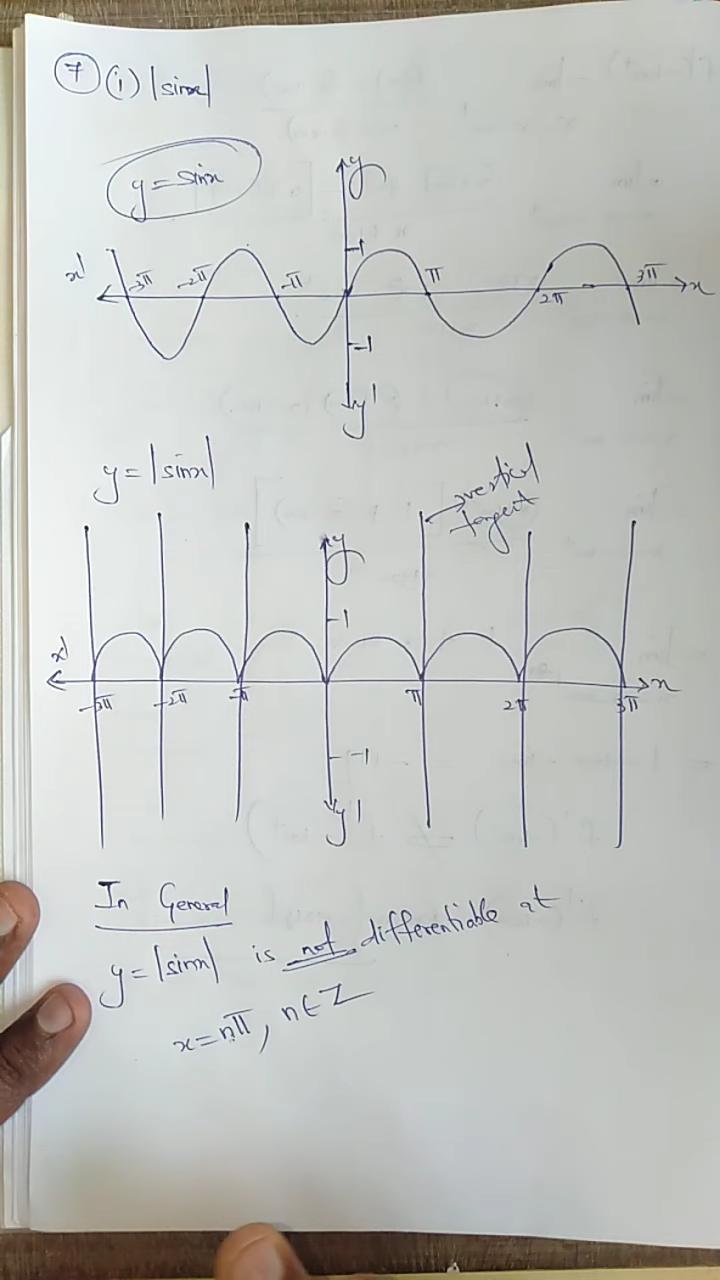 7 (i) |sinx|
y = sinx
y
1
x' -3π -2π -π π 2π 3π x
-1
y'
y = |sinx|
vertical
tangent
y
1
x' -3π -2π -π π 2π 3π x
-1
y'
In General
y = |sinx| is not differentiable at
x = nπ, n ∈ Z